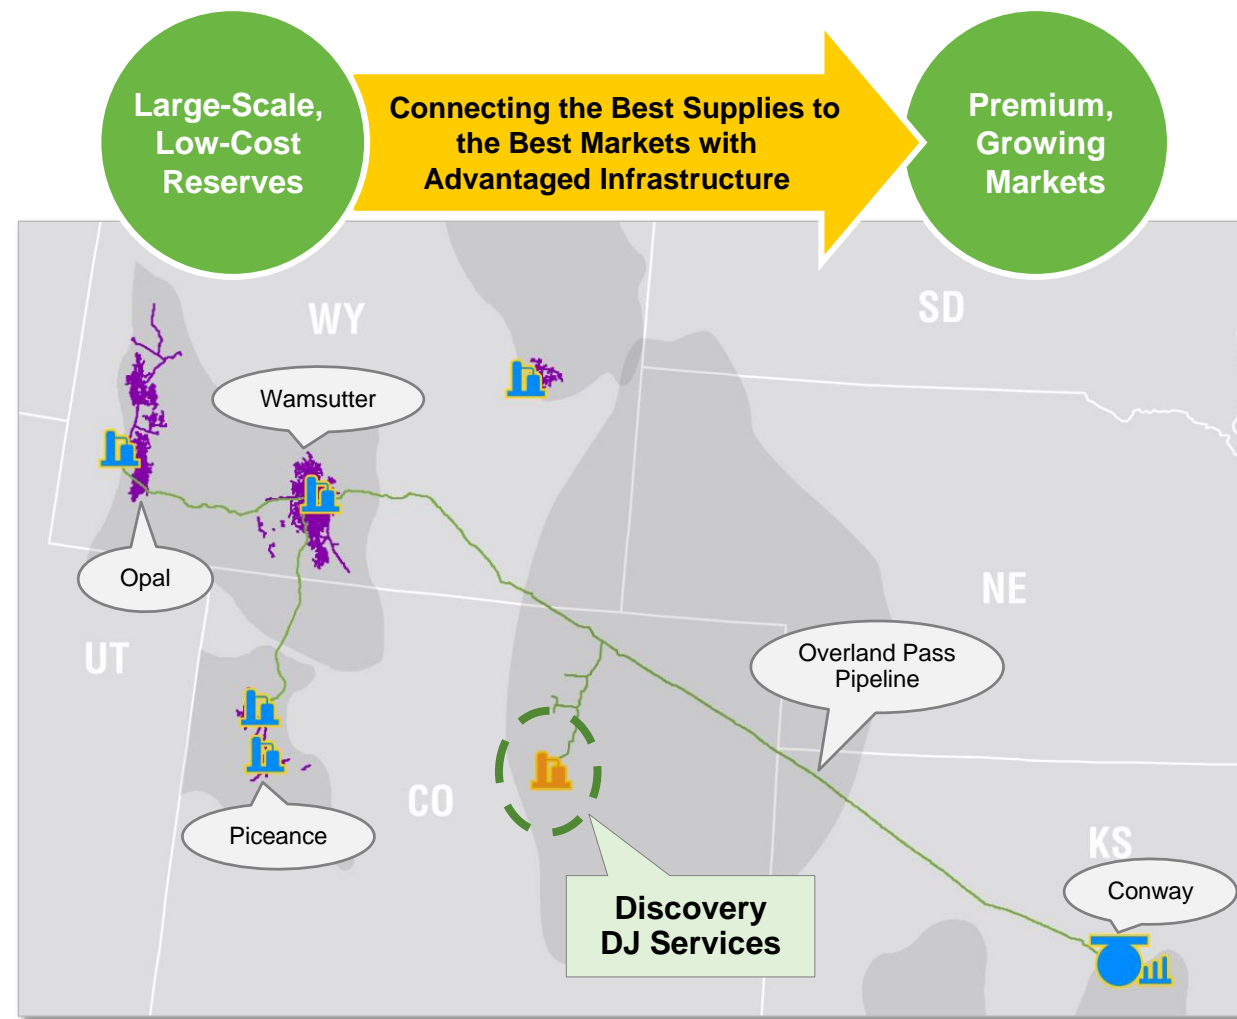 Large-Scale,
Low-Cost
Reserves
Connecting the Best Supplies to
the Best Markets with
Advantaged Infrastructure
Premium,
Growing
Markets
WY
SD
Wamsutter
Opal
NE
UT
Overland Pass
Pipeline
CO
Piceance
KS
Conway
Discovery
DJ Services